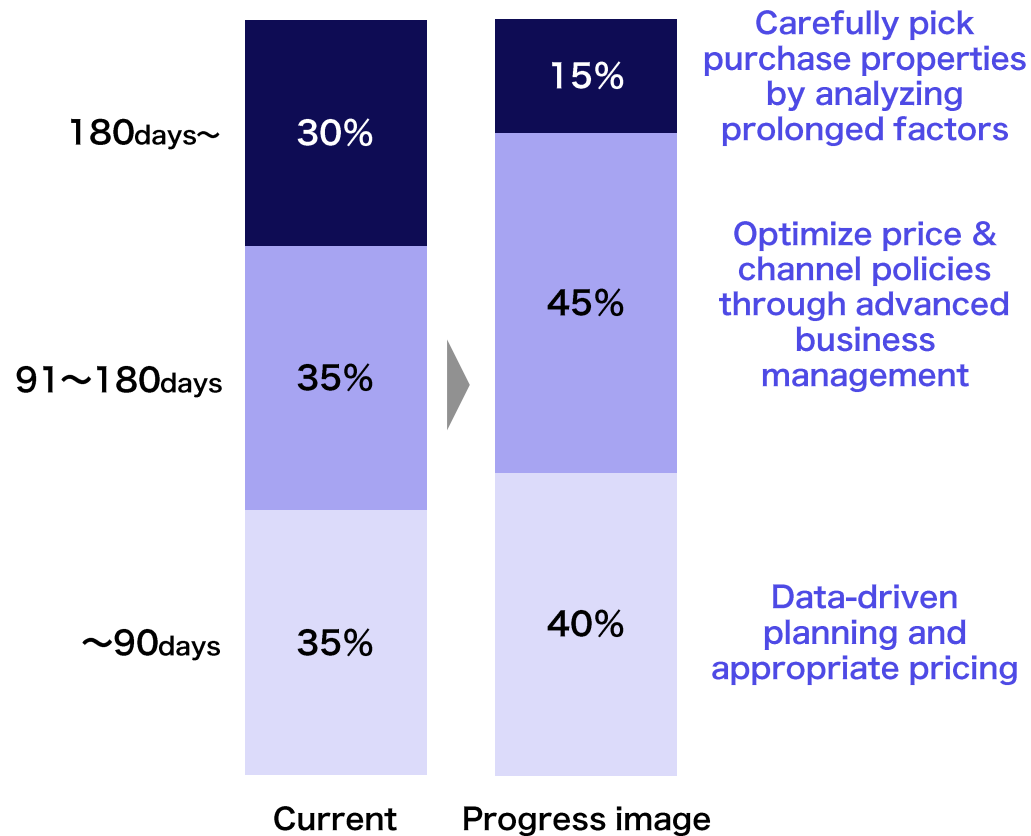 180days～
30%
15%
Carefully pick
purchase properties
by analyzing
prolonged factors
91～180days
35%
45%
Optimize price &
channel policies
through advanced
business
management
～90days
35%
40%
Data-driven
planning and
appropriate pricing
Current
Progress image